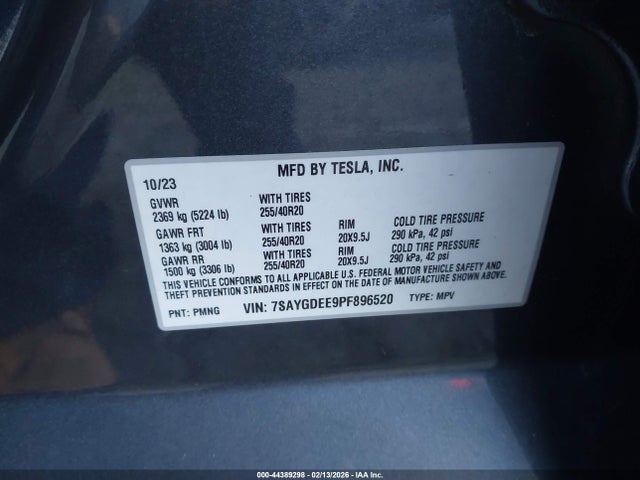 MFD BY TESLA, INC.
10/23
GVWR WITH TIRES
2369 kg (5224 lb) 255/40R20
GAWR FRT WITH TIRES RIM COLD TIRE PRESSURE
1363 kg (3004 lb) 255/40R20 20X9.5J 290 kPa, 42 psi
GAWR RR WITH TIRES RIM COLD TIRE PRESSURE
1500 kg (3306 lb) 255/40R20 20X9.5J 290 kPa, 42 psi
THIS VEHICLE CONFORMS TO ALL APPLICABLE U.S. FEDERAL MOTOR VEHICLE SAFETY AND
THEFT PREVENTION STANDARDS IN EFFECT ON THE DATE OF MANUFACTURE SHOWN ABOVE.
PNT: PMNG VIN: 7SAYGDEE9PF896520 TYPE: MPV
000-44389298 - 02/13/2026 - IAA Inc.